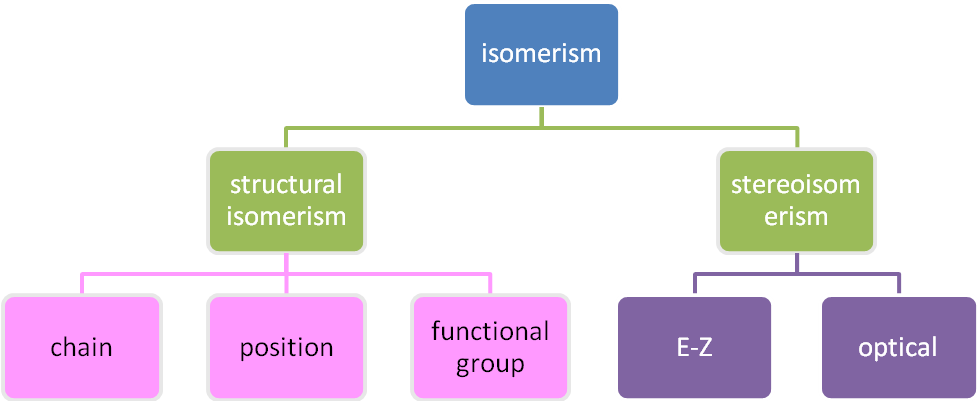 isomerism
structural
isomerism
stereoisom
erism
chain
position
functional
group
E-Z
optical